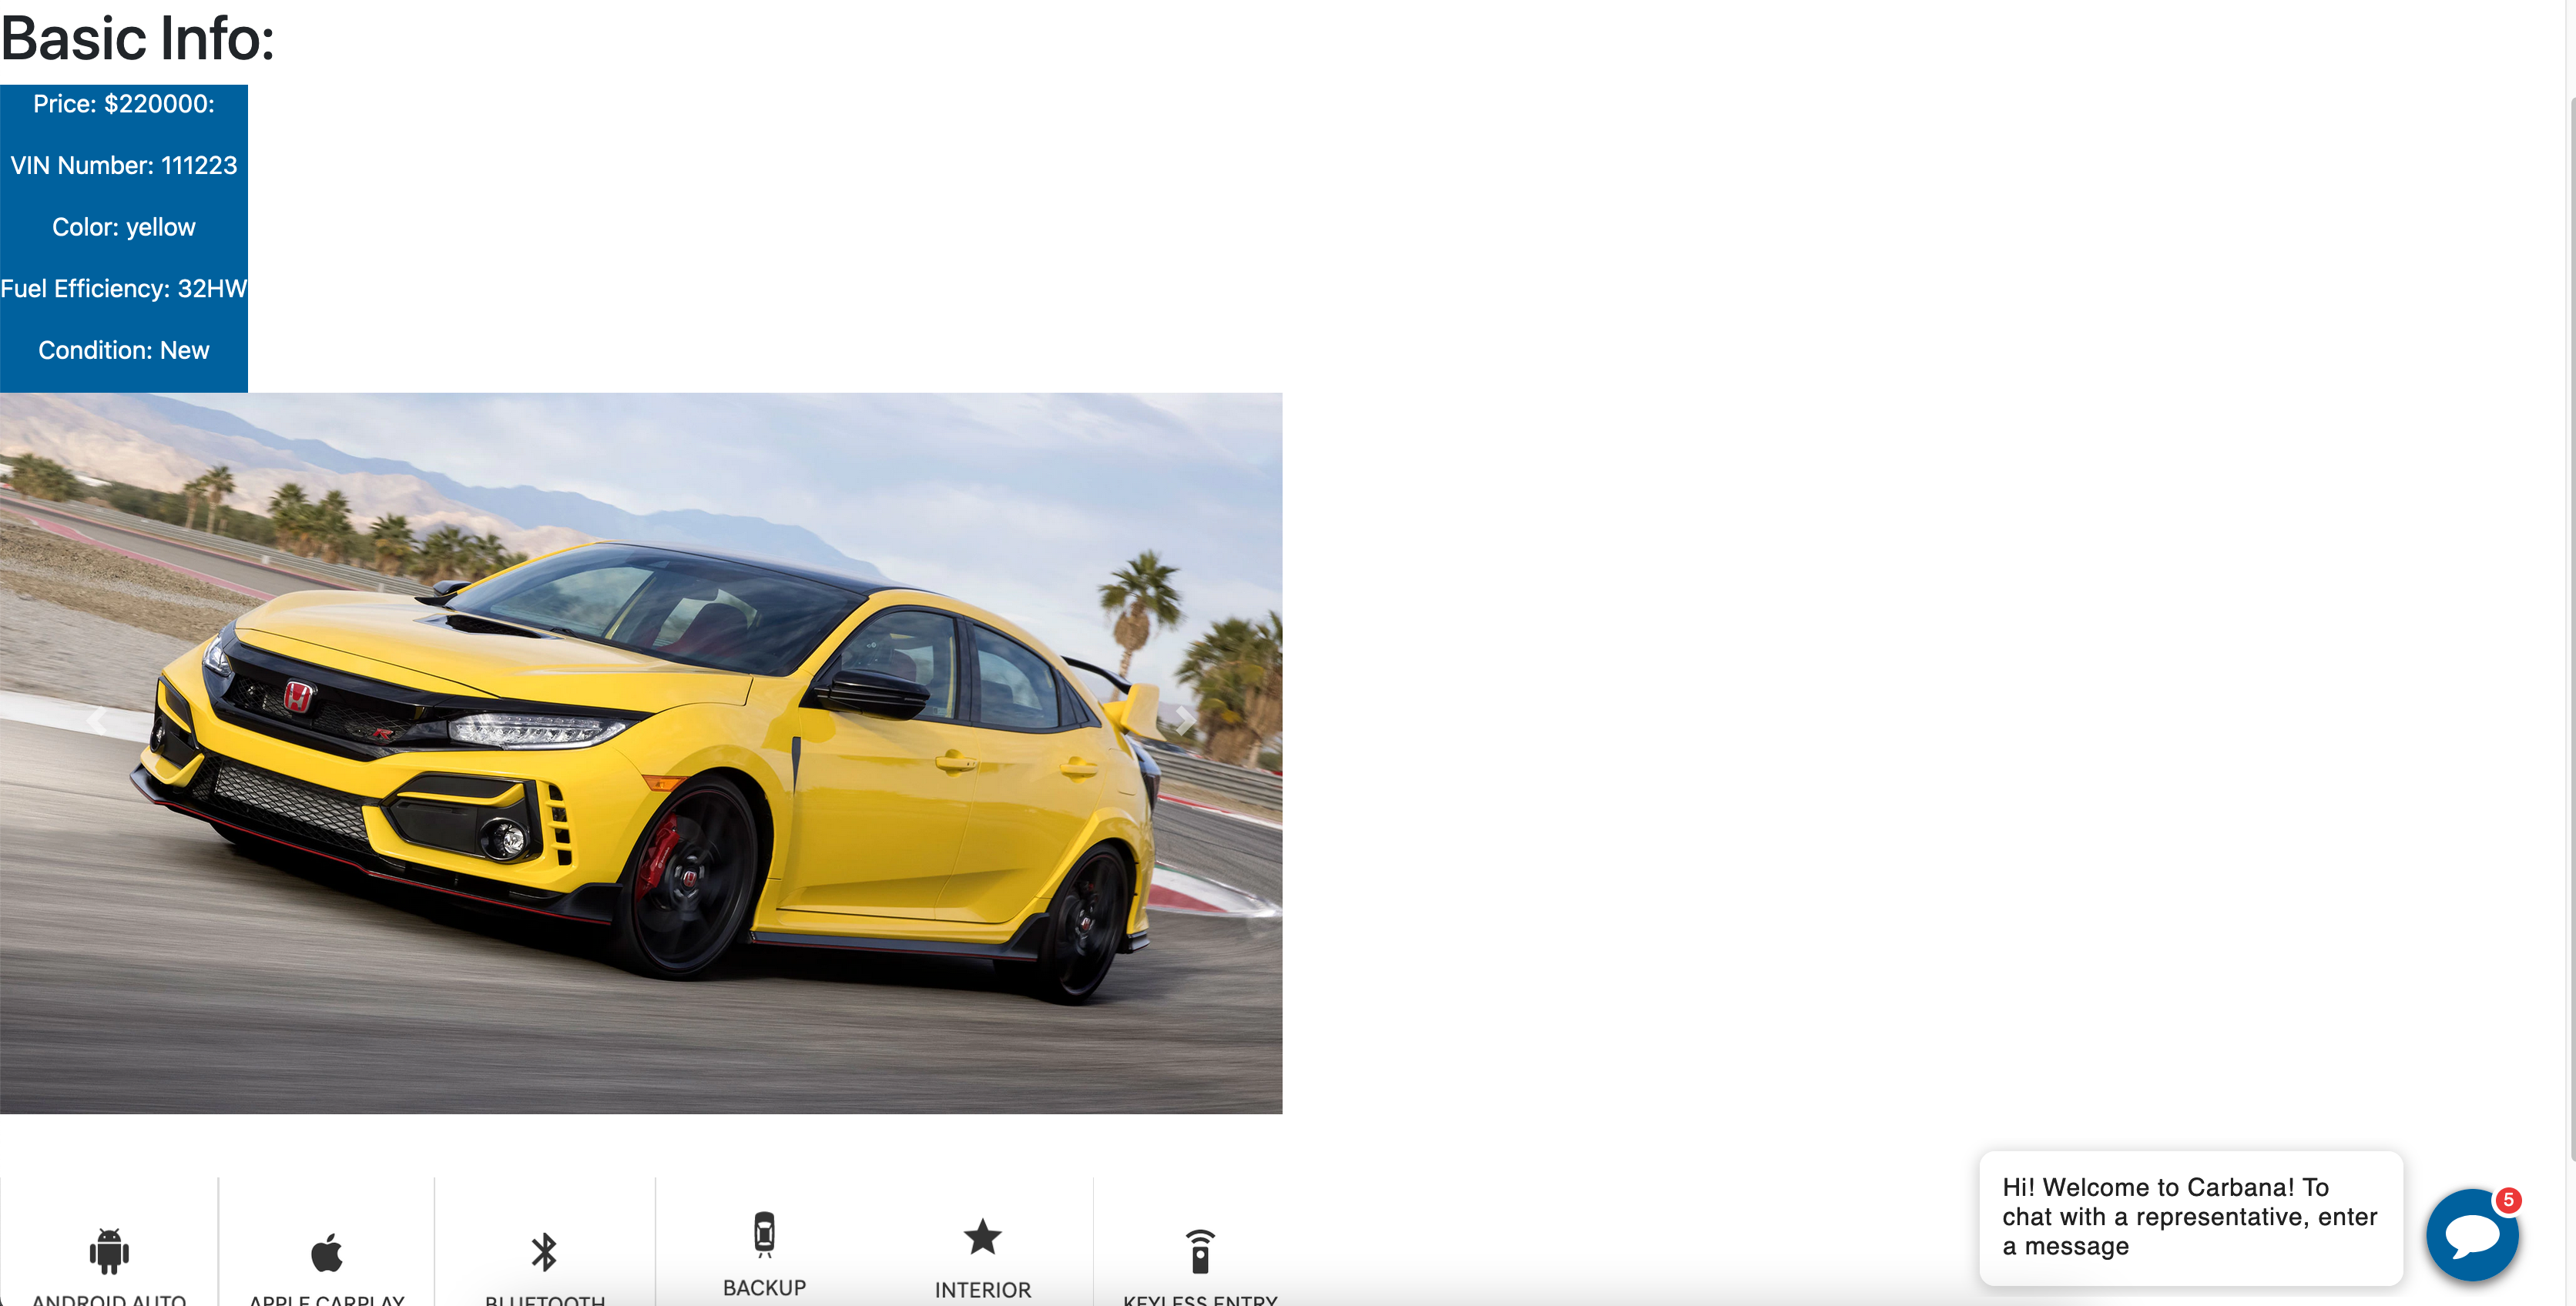 Basic Info:
Price: $220000:
VIN Number: 111223
Color: yellow
Fuel Efficiency: 32HW
Condition: New
ANDROID AUTO
APPLE CARPLAY
BLUETOOTH
BACKUP
INTERIOR
KEYLESS ENTRY
Hi! Welcome to Carbana! To
chat with a representative, enter
a message
5